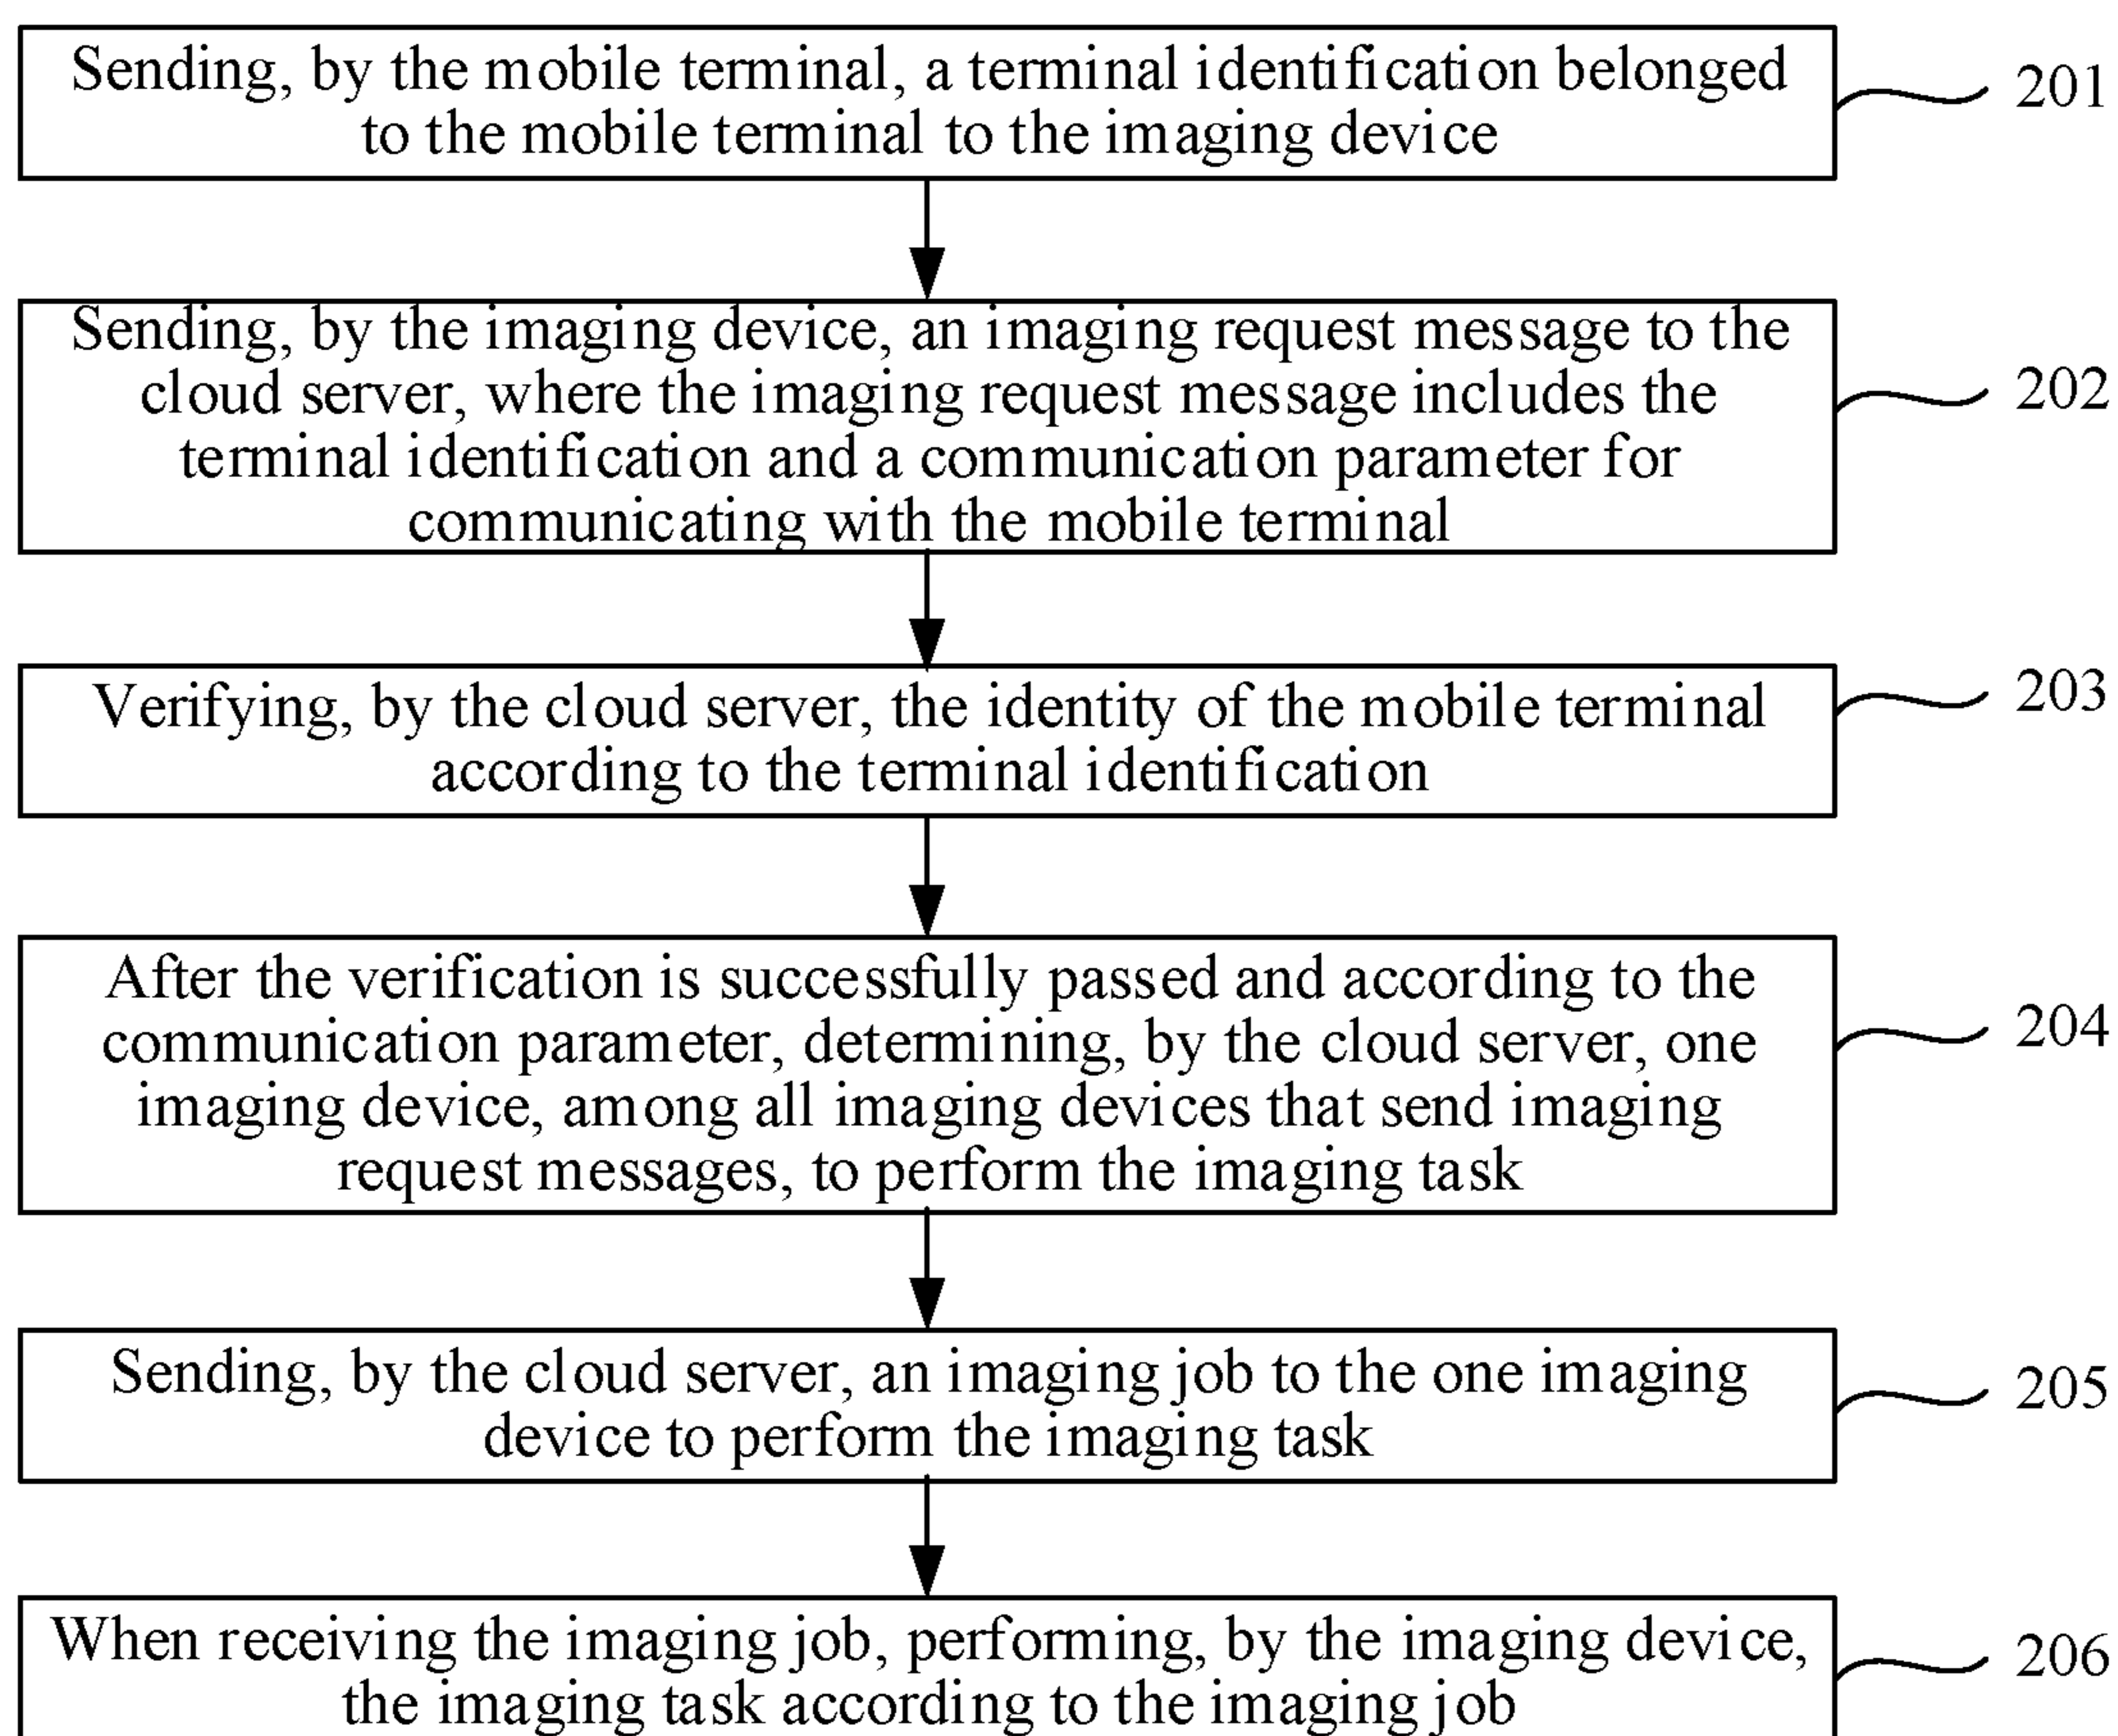 Sending, by the mobile terminal, a terminal identification belonged
to the mobile terminal to the imaging device
201
Sending, by the imaging device, an imaging request message to the
cloud server, where the imaging request message includes the
terminal identification and a communication parameter for
communicating with the mobile terminal
202
Verifying, by the cloud server, the identity of the mobile terminal
according to the terminal identification
203
After the verification is successfully passed and according to the
communication parameter, determining, by the cloud server, one
imaging device, among all imaging devices that send imaging
request messages, to perform the imaging task
204
Sending, by the cloud server, an imaging job to the one imaging
device to perform the imaging task
205
When receiving the imaging job, performing, by the imaging device,
the imaging task according to the imaging job
206